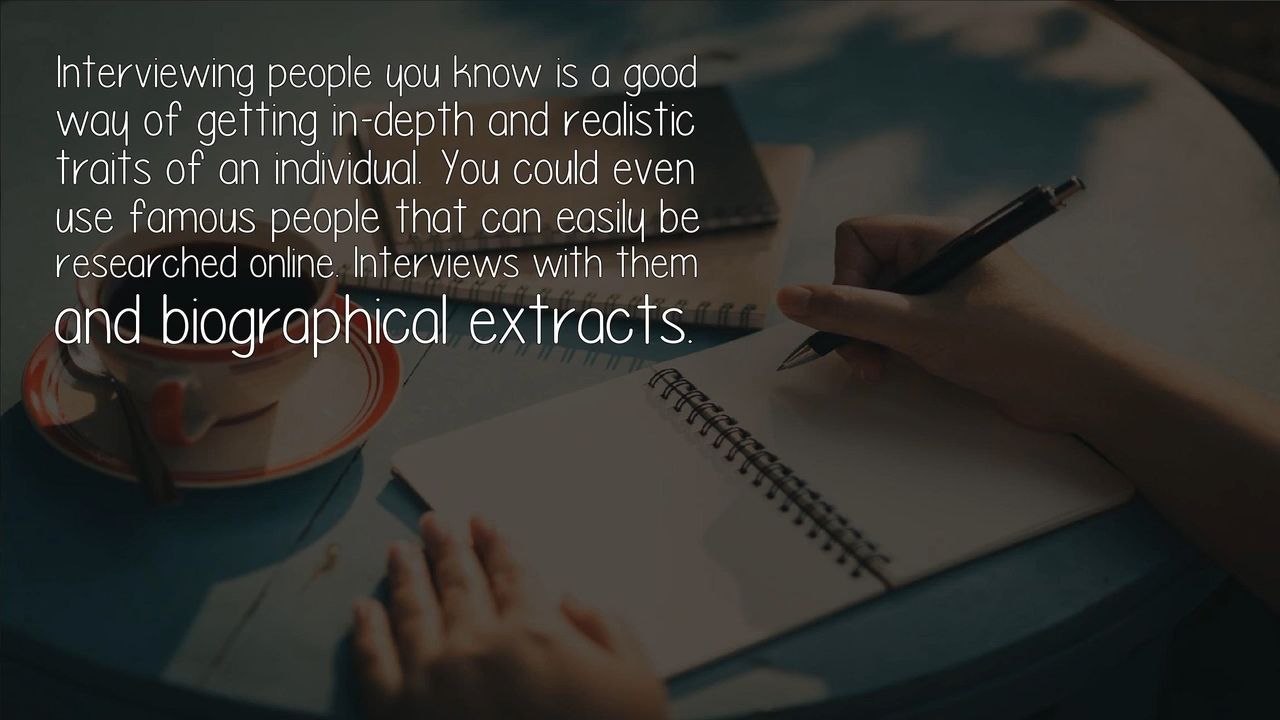 Interviewing people you know is a good
way of getting in-depth and realistic
traits of an individual. You could even
use famous people that can easily be
researched online. Interviews with them
and biographical extracts.